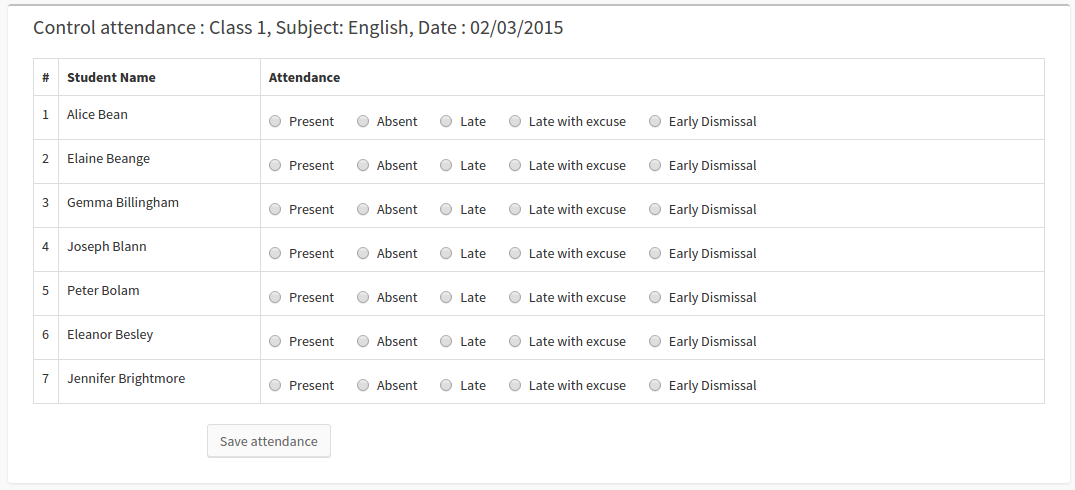 Control attendance : Class 1, Subject: English, Date : 02/03/2015
# Student Name Attendance
1 Alice Bean Present Absent Late Late with excuse Early Dismissal
2 Elaine Beange Present Absent Late Late with excuse Early Dismissal
3 Gemma Billingham Present Absent Late Late with excuse Early Dismissal
4 Joseph Blann Present Absent Late Late with excuse Early Dismissal
5 Peter Bolam Present Absent Late Late with excuse Early Dismissal
6 Eleanor Besley Present Absent Late Late with excuse Early Dismissal
7 Jennifer Brightmore Present Absent Late Late with excuse Early Dismissal
Save attendance